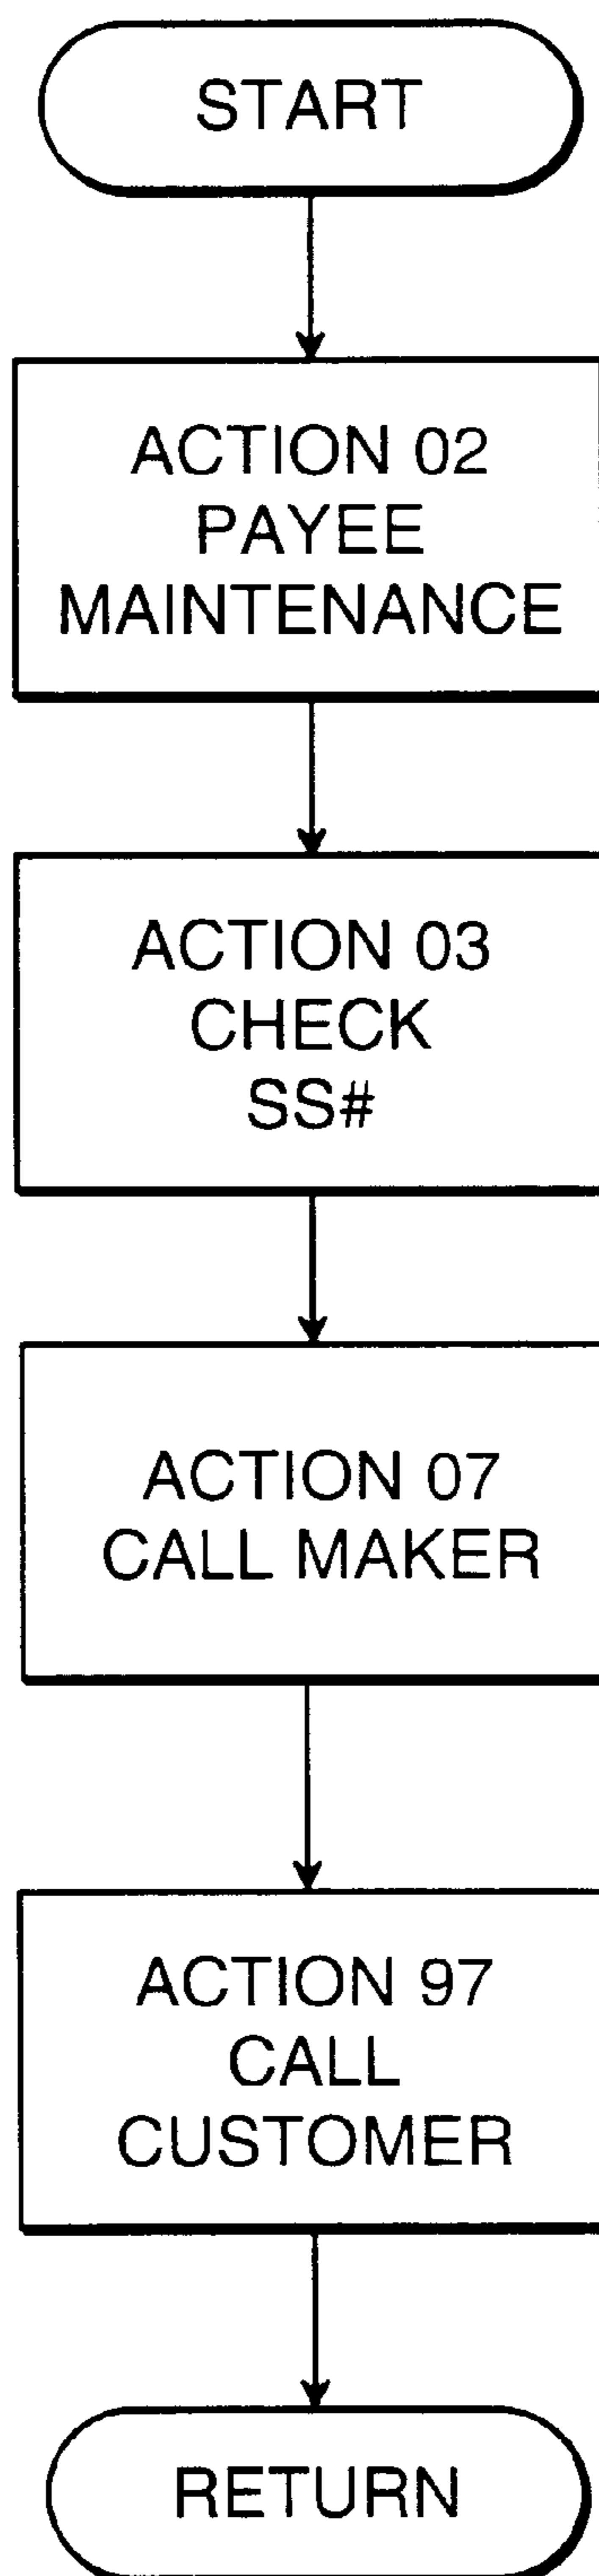 START
ACTION 02
PAYEE
MAINTENANCE
ACTION 03
CHECK
SS#
ACTION 07
CALL MAKER
ACTION 97
CALL
CUSTOMER
RETURN